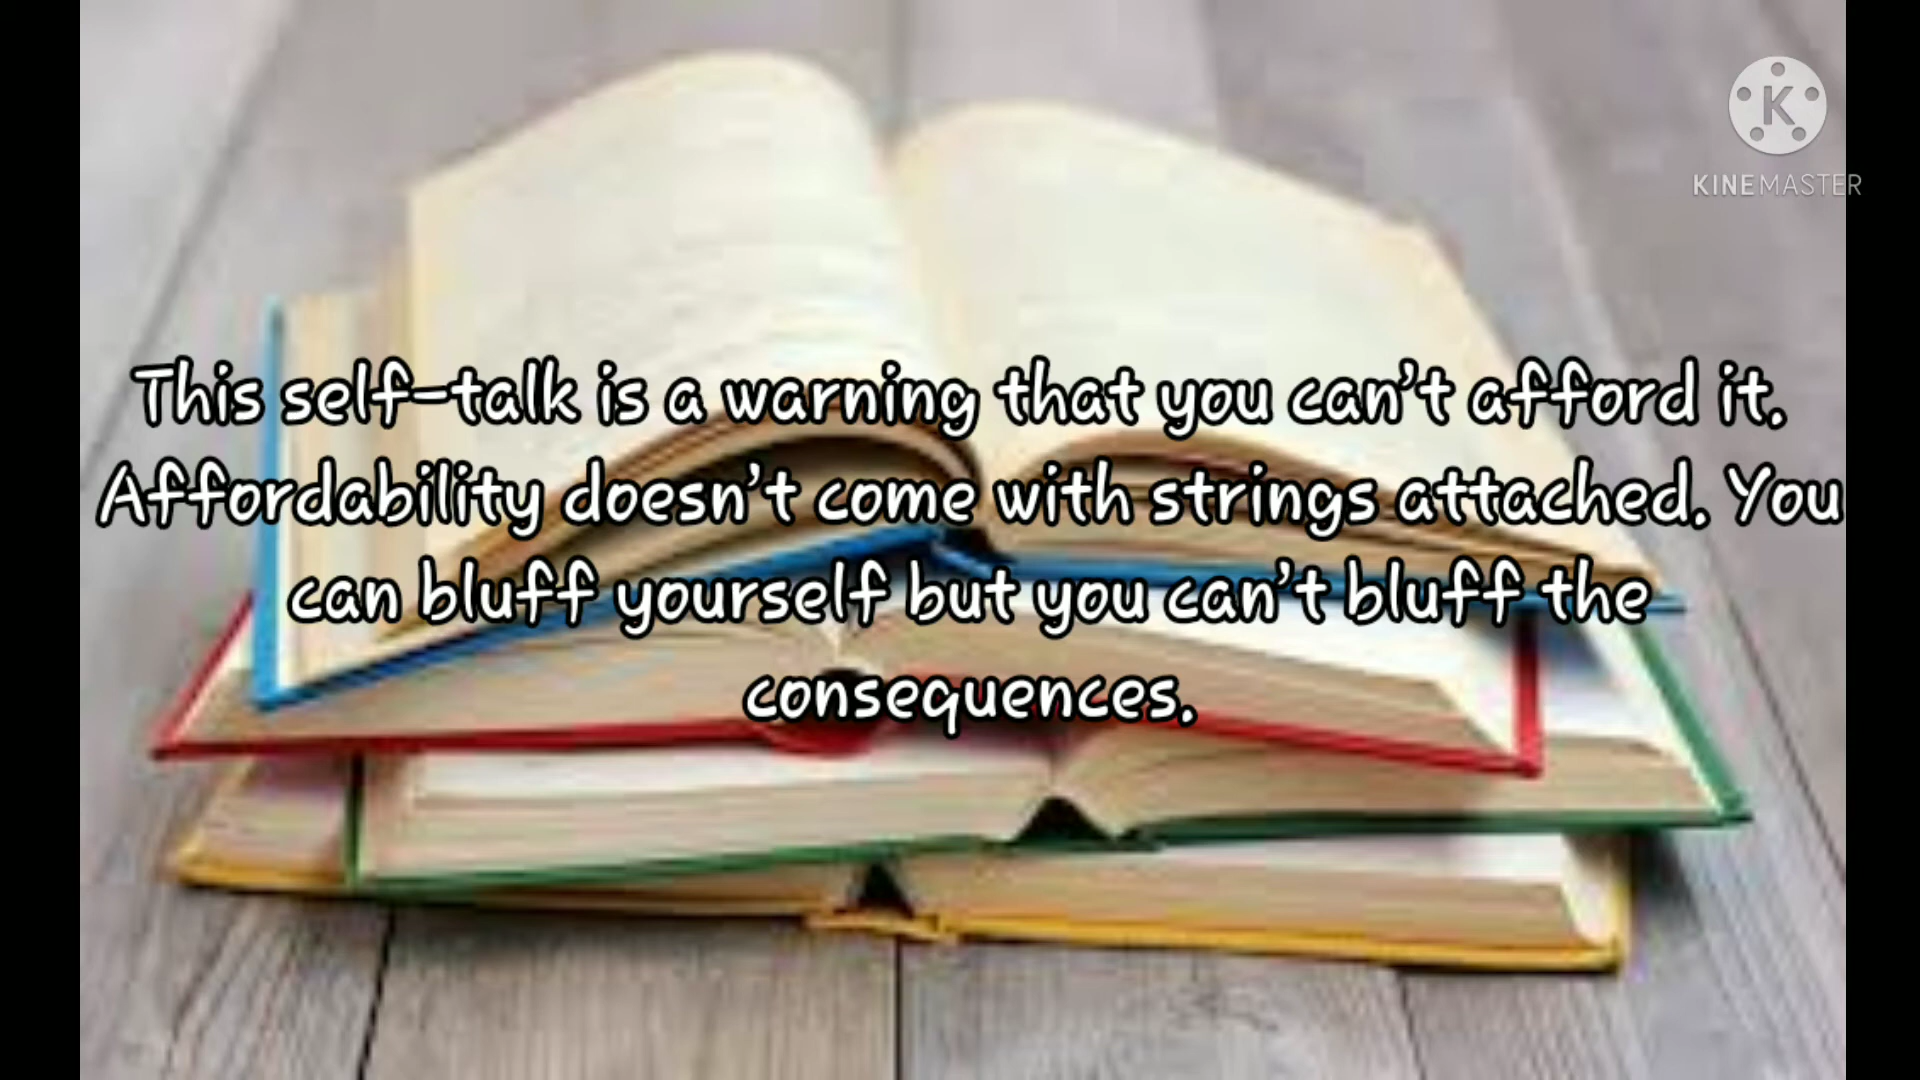 K
KINEMASTER
This self-talk is a warning that you can't afford it.
Affordability doesn't come with strings attached. You
can bluff yourself but you can't bluff the
consequences.